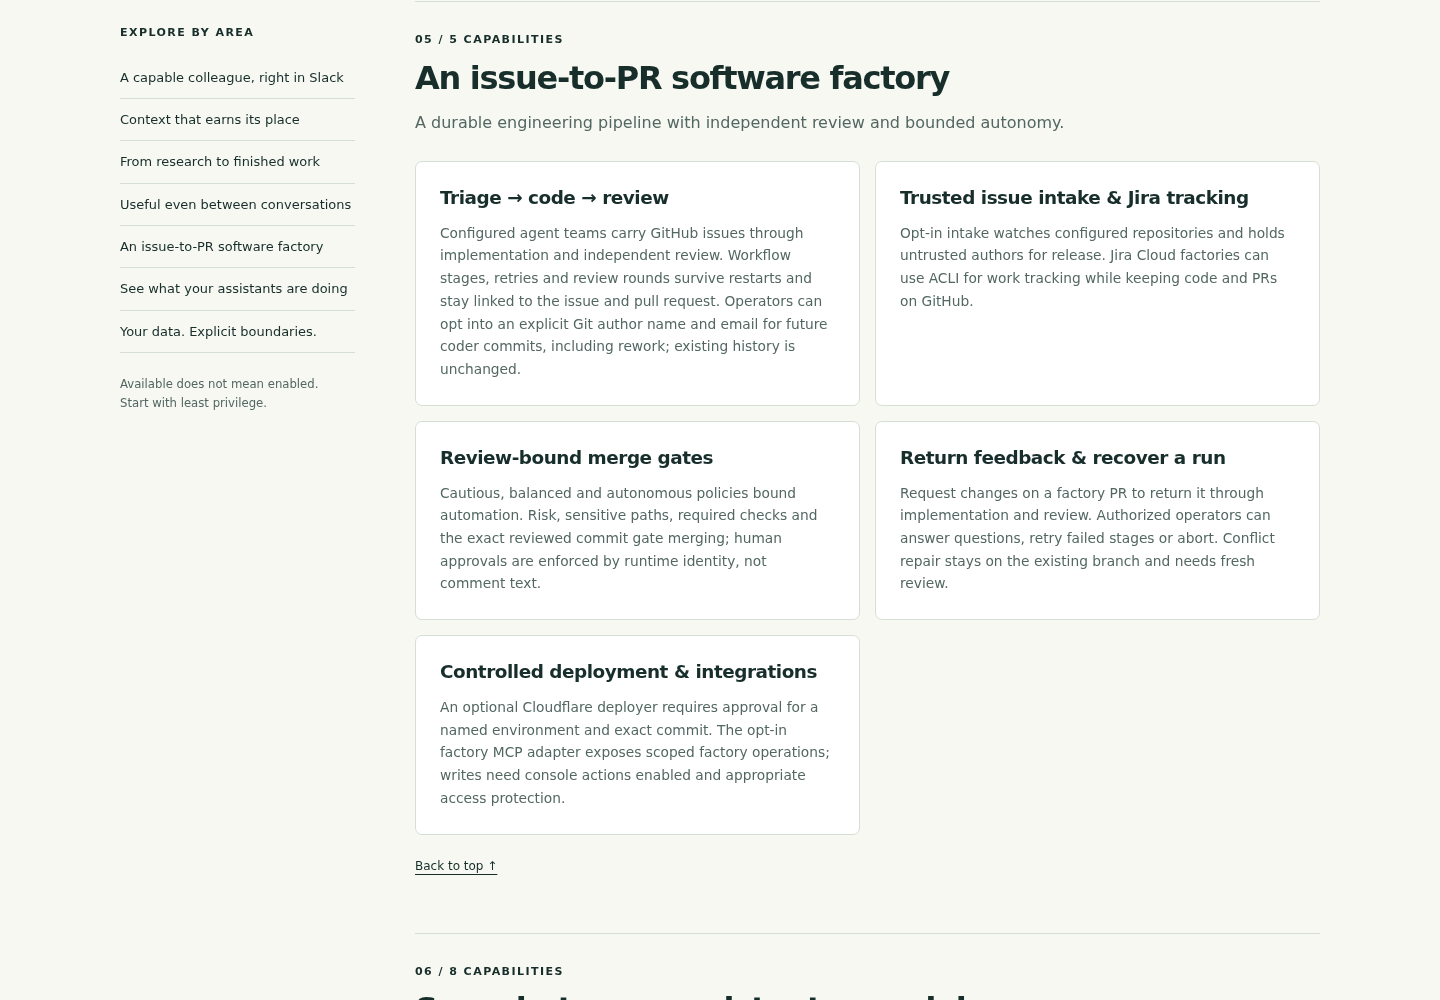 EXPLORE BY AREA
A capable colleague, right in Slack
Context that earns its place
From research to finished work
Useful even between conversations
An issue-to-PR software factory
See what your assistants are doing
Your data. Explicit boundaries.
Available does not mean enabled.
Start with least privilege.
05 / 5 CAPABILITIES
An issue-to-PR software factory
A durable engineering pipeline with independent review and bounded autonomy.
Triage → code → review
Configured agent teams carry GitHub issues through
implementation and independent review. Workflow
stages, retries and review rounds survive restarts and
stay linked to the issue and pull request. Operators can
opt into an explicit Git author name and email for future
coder commits, including rework; existing history is
unchanged.
Trusted issue intake & Jira tracking
Opt-in intake watches configured repositories and holds
untrusted authors for release. Jira Cloud factories can
use ACLI for work tracking while keeping code and PRs
on GitHub.
Review-bound merge gates
Cautious, balanced and autonomous policies bound
automation. Risk, sensitive paths, required checks and
the exact reviewed commit gate merging; human
approvals are enforced by runtime identity, not
comment text.
Return feedback & recover a run
Request changes on a factory PR to return it through
implementation and review. Authorized operators can
answer questions, retry failed stages or abort. Conflict
repair stays on the existing branch and needs fresh
review.
Controlled deployment & integrations
An optional Cloudflare deployer requires approval for a
named environment and exact commit. The opt-in
factory MCP adapter exposes scoped factory operations;
writes need console actions enabled and appropriate
access protection.
Back to top ↑
06 / 8 CAPABILITIES